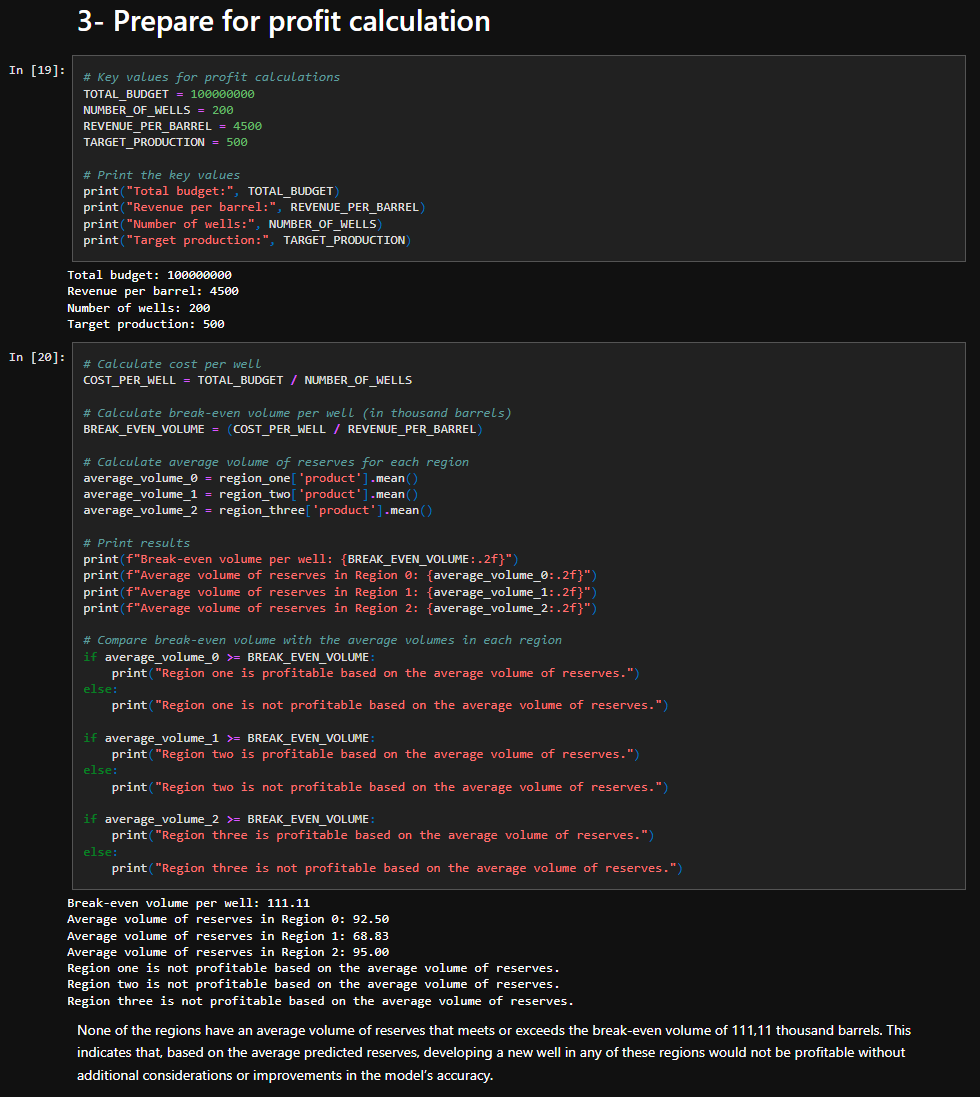 3- Prepare for profit calculation
In [19]:
# Key values for profit calculations
TOTAL_BUDGET = 100000000
NUMBER_OF_WELLS = 200
REVENUE_PER_BARREL = 4500
TARGET_PRODUCTION = 500
# Print the key values
print("Total budget:", TOTAL_BUDGET)
print("Revenue per barrel:", REVENUE_PER_BARREL)
print("Number of wells:", NUMBER_OF_WELLS)
print("Target production:", TARGET_PRODUCTION)
Total budget: 100000000
Revenue per barrel: 4500
Number of wells: 200
Target production: 500
In [20]:
# Calculate cost per well
COST_PER_WELL = TOTAL_BUDGET / NUMBER_OF_WELLS
# Calculate break-even volume per well (in thousand barrels)
BREAK_EVEN_VOLUME = (COST_PER_WELL / REVENUE_PER_BARREL)
# Calculate average volume of reserves for each region
average_volume_0 = region_one['product'].mean()
average_volume_1 = region_two['product'].mean()
average_volume_2 = region_three['product'].mean()
# Print results
print(f"Break-even volume per well: {BREAK_EVEN_VOLUME:.2f}")
print(f"Average volume of reserves in Region 0: {average_volume_0:.2f}")
print(f"Average volume of reserves in Region 1: {average_volume_1:.2f}")
print(f"Average volume of reserves in Region 2: {average_volume_2:.2f}")
# Compare break-even volume with the average volumes in each region
if average_volume_0 >= BREAK_EVEN_VOLUME:
    print("Region one is profitable based on the average volume of reserves.")
else:
    print("Region one is not profitable based on the average volume of reserves.")
if average_volume_1 >= BREAK_EVEN_VOLUME:
    print("Region two is profitable based on the average volume of reserves.")
else:
    print("Region two is not profitable based on the average volume of reserves.")
if average_volume_2 >= BREAK_EVEN_VOLUME:
    print("Region three is profitable based on the average volume of reserves.")
else:
    print("Region three is not profitable based on the average volume of reserves.")
Break-even volume per well: 111.11
Average volume of reserves in Region 0: 92.50
Average volume of reserves in Region 1: 68.83
Average volume of reserves in Region 2: 95.00
Region one is not profitable based on the average volume of reserves.
Region two is not profitable based on the average volume of reserves.
Region three is not profitable based on the average volume of reserves.
None of the regions have an average volume of reserves that meets or exceeds the break-even volume of 111,11 thousand barrels. This
indicates that, based on the average predicted reserves, developing a new well in any of these regions would not be profitable without
additional considerations or improvements in the model's accuracy.